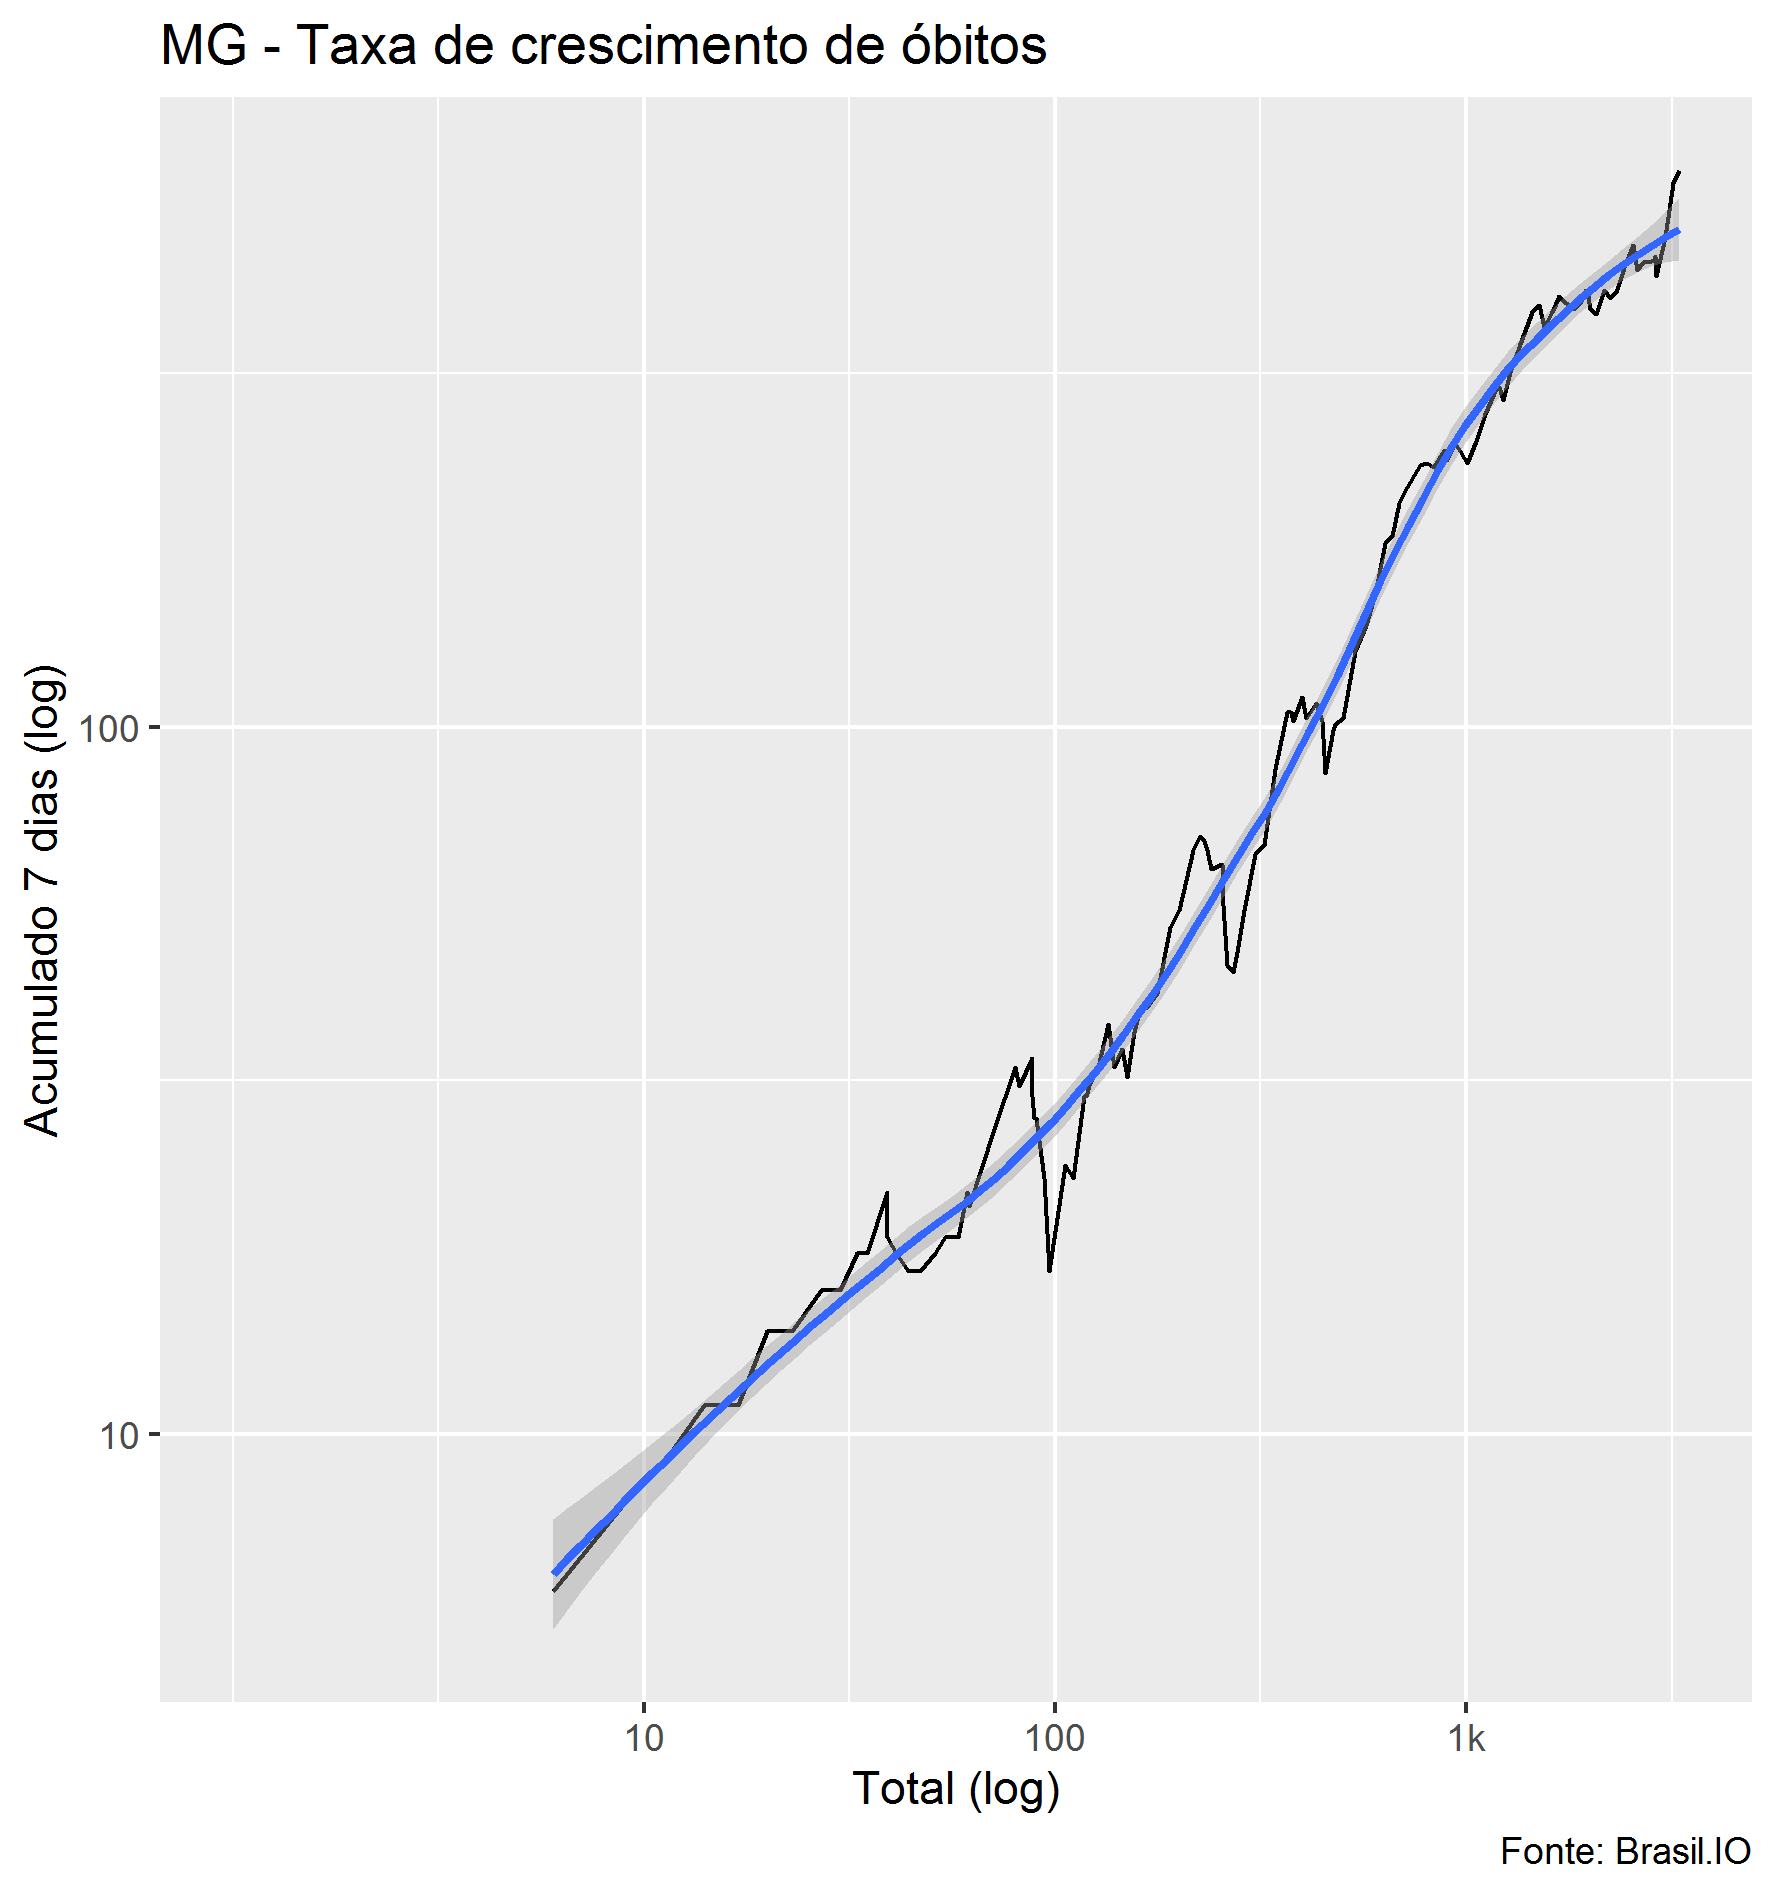 MG - Taxa de crescimento de óbitos
Acumulado 7 dias (log)
100
10
10
100
1k
Total (log)
Fonte: Brasil.IO